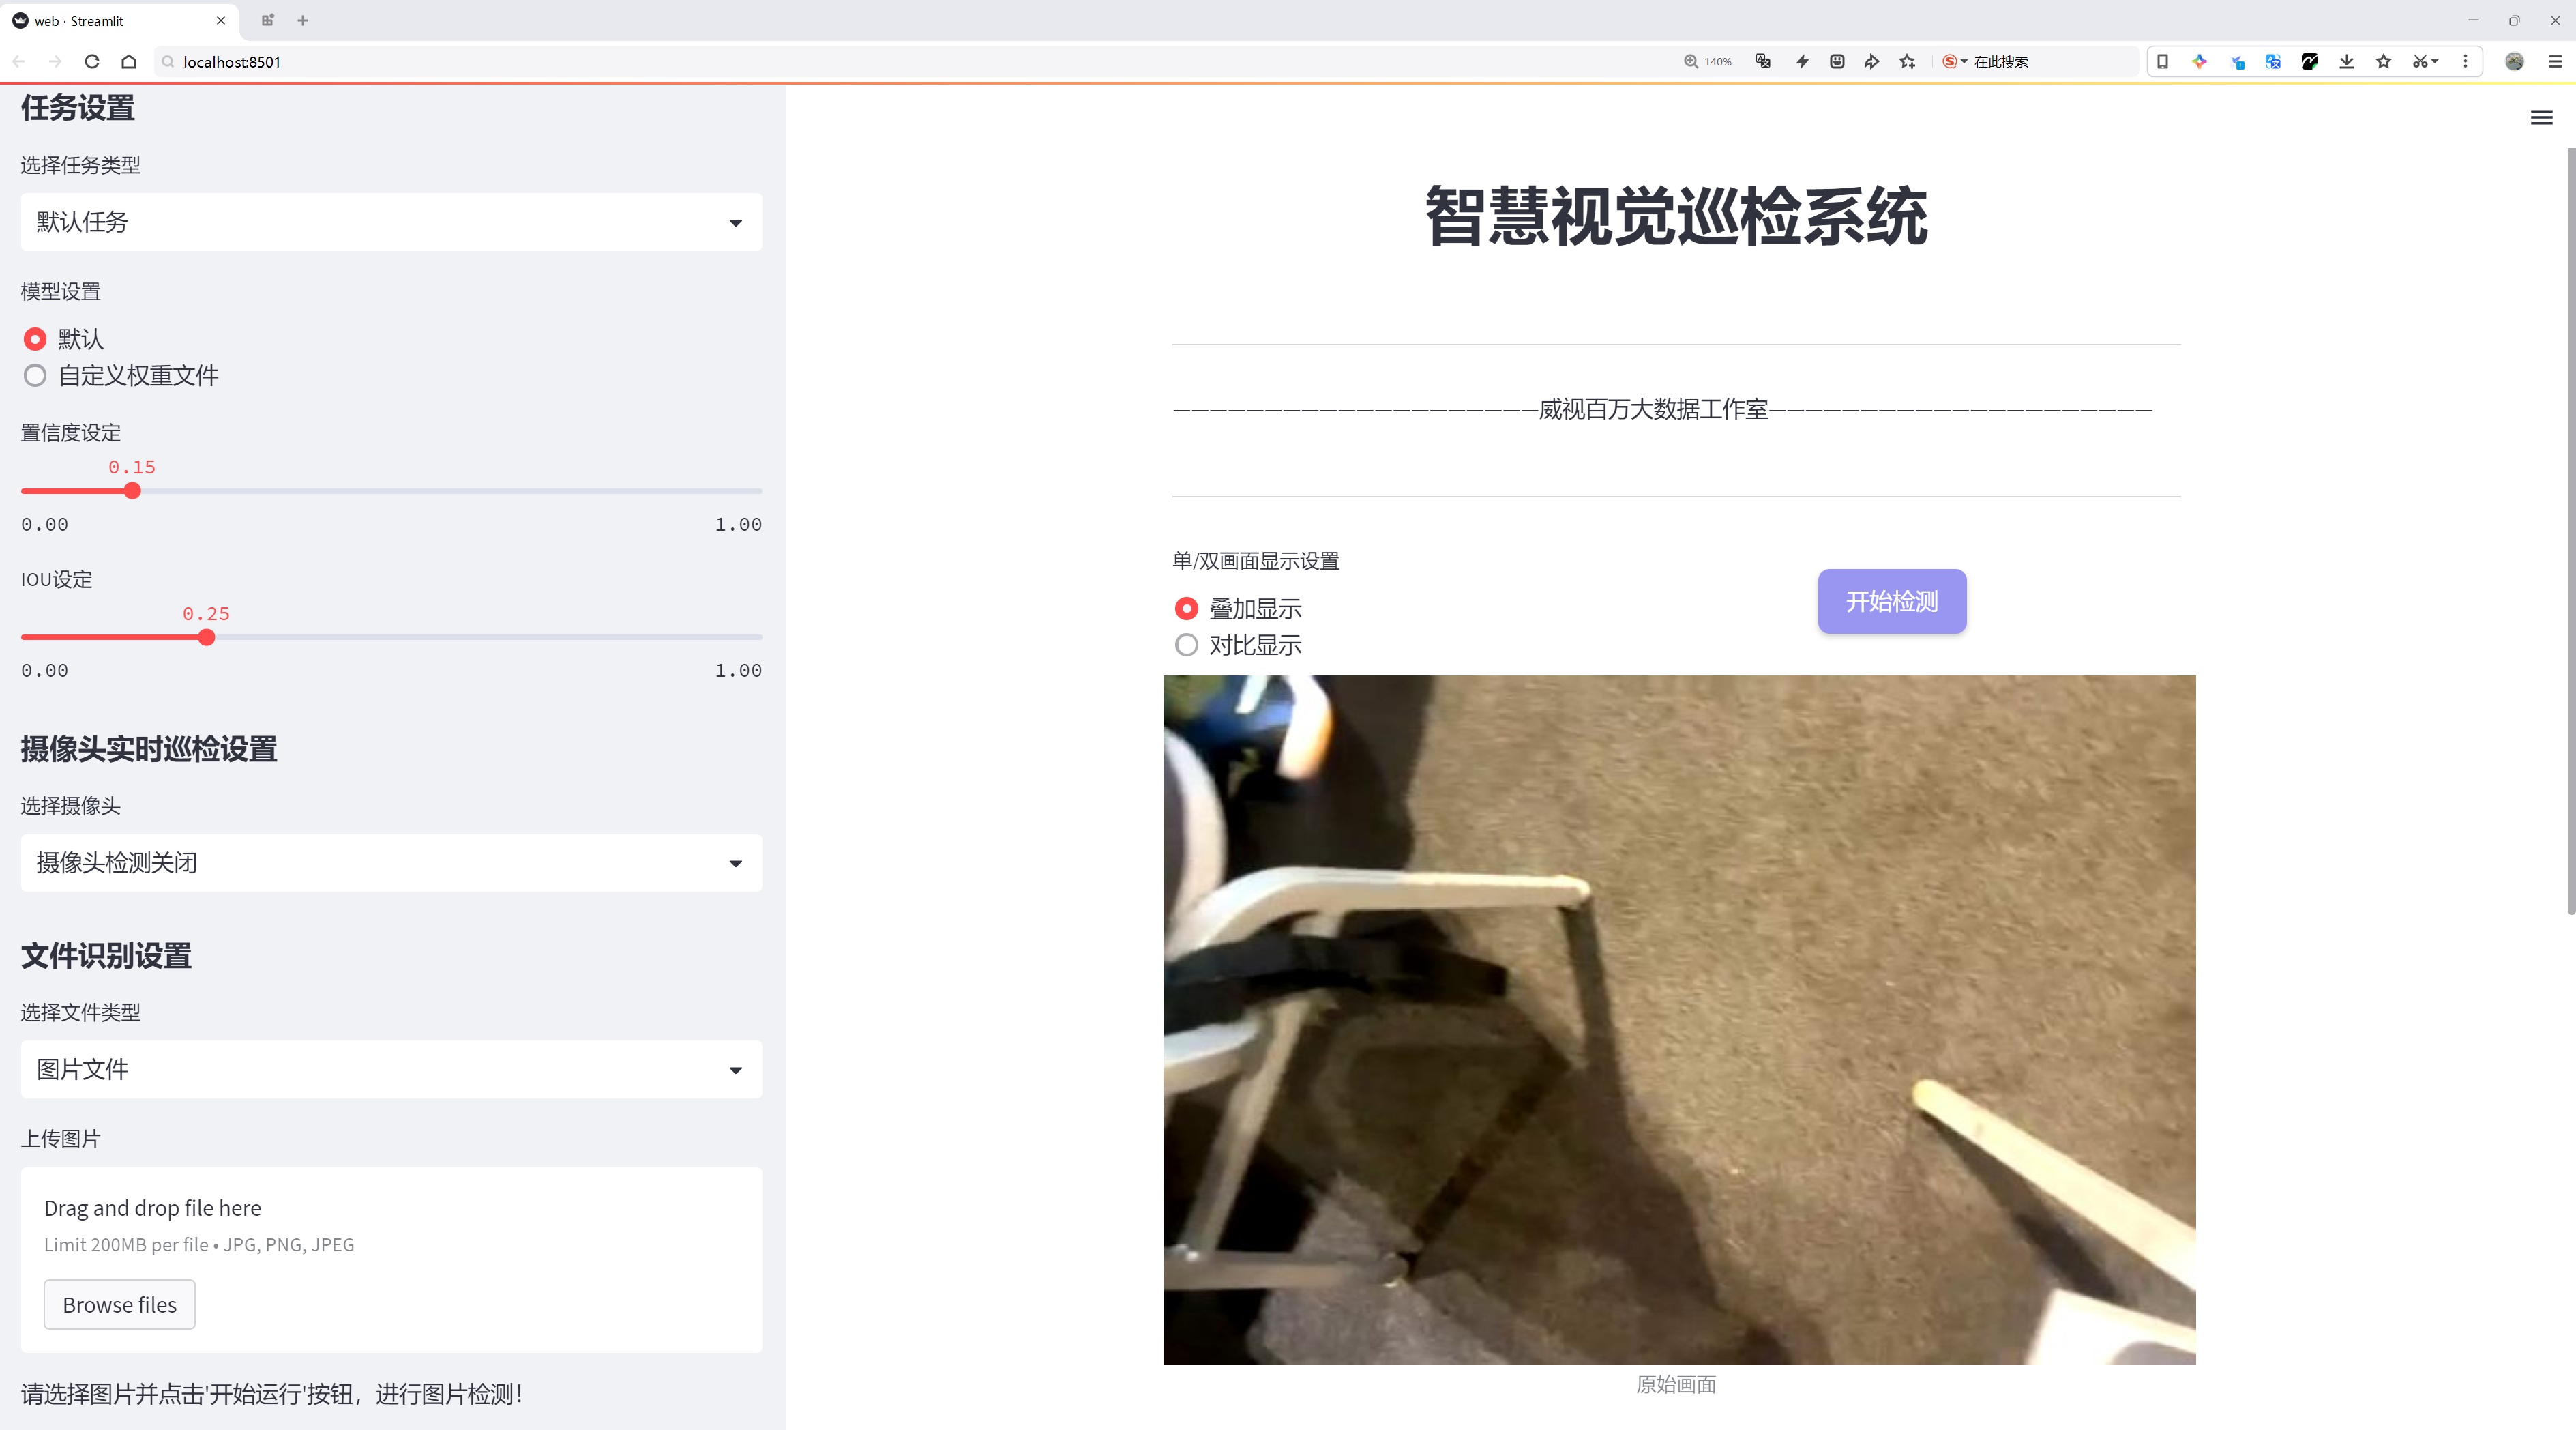 web · Streamlit
localhost:8501
140%
在此搜索
任务设置
选择任务类型
默认任务
模型设置
默认
自定义权重文件
置信度设定
0.15
0.00 1.00
IOU设定
0.25
0.00 1.00
摄像头实时巡检设置
选择摄像头
摄像头检测关闭
文件识别设置
选择文件类型
图片文件
上传图片
Drag and drop file here
Limit 200MB per file • JPG, PNG, JPEG
Browse files
请选择图片并点击'开始运行'按钮，进行图片检测！
智慧视觉巡检系统
————————————————————威视百万大数据工作室—————————————————————
单/双画面显示设置
叠加显示
对比显示
开始检测
原始画面